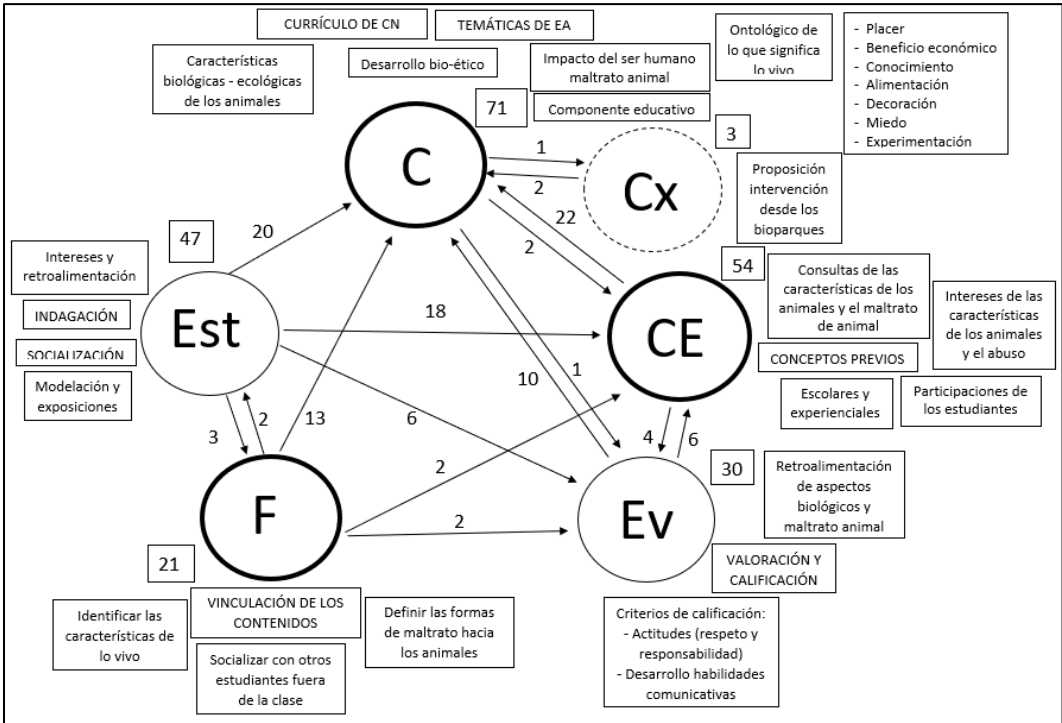 CURRÍCULO DE CN
TEMÁTICAS DE EA
Ontológico de
lo que significa
lo vivo
- Placer
- Beneficio económico
- Conocimiento
- Alimentación
- Decoración
- Miedo
- Experimentación
Características
biológicas - ecológicas
de los animales
Desarrollo bio-ético
Impacto del ser humano
maltrato animal
Componente educativo
71
C
1
2
3
Cx
Proposición
intervención
desde los
bioparques
22
2
20
47
Intereses y
retroalimentación
INDAGACIÓN
SOCIALIZACIÓN
Modelación y
exposiciones
Est
18
54
CE
Consultas de las
características de los
animales y el maltrato
de animal
Intereses de las
características
de los animales
y el abuso
CONCEPTOS PREVIOS
Escolares y
experienciales
Participaciones de
los estudiantes
10
1
13
6
3
2
4
6
2
2
F
21
Ev
30
Retroalimentación
de aspectos
biológicos y
maltrato animal
VALORACIÓN Y
CALIFICACIÓN
Identificar las
características de
lo vivo
VINCULACIÓN DE LOS
CONTENIDOS
Socializar con otros
estudiantes fuera
de la clase
Definir las formas
de maltrato hacia
los animales
Criterios de calificación:
- Actitudes (respeto y
responsabilidad)
- Desarrollo habilidades
comunicativas